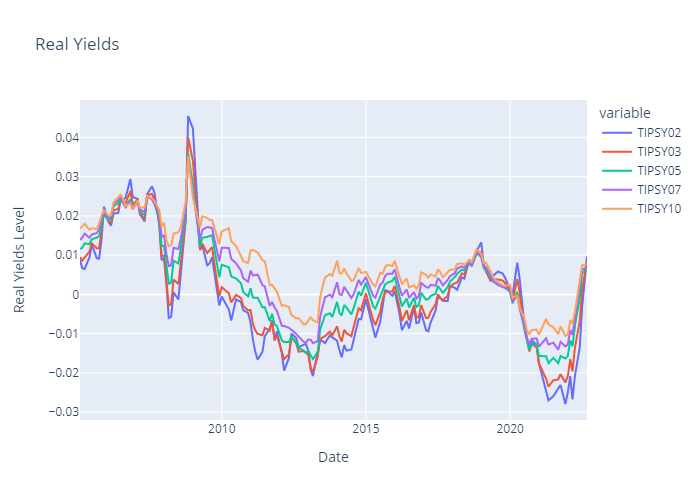 Real Yields
variable
TIPSY02
TIPSY03
TIPSY05
TIPSY07
TIPSY10
0.04
0.03
0.02
0.01
0
−0.01
−0.02
−0.03
Real Yields Level
2010
2015
2020
Date